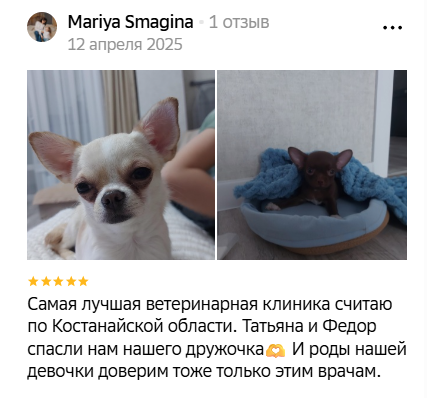 Mariya Smagina • 1 отзыв
12 апреля 2025
Самая лучшая ветеринарная клиника считаю
по Костанайской области. Татьяна и Федор
спасли нам нашего дружочка🫶 И роды нашей
девочки доверим тоже только этим врачам.